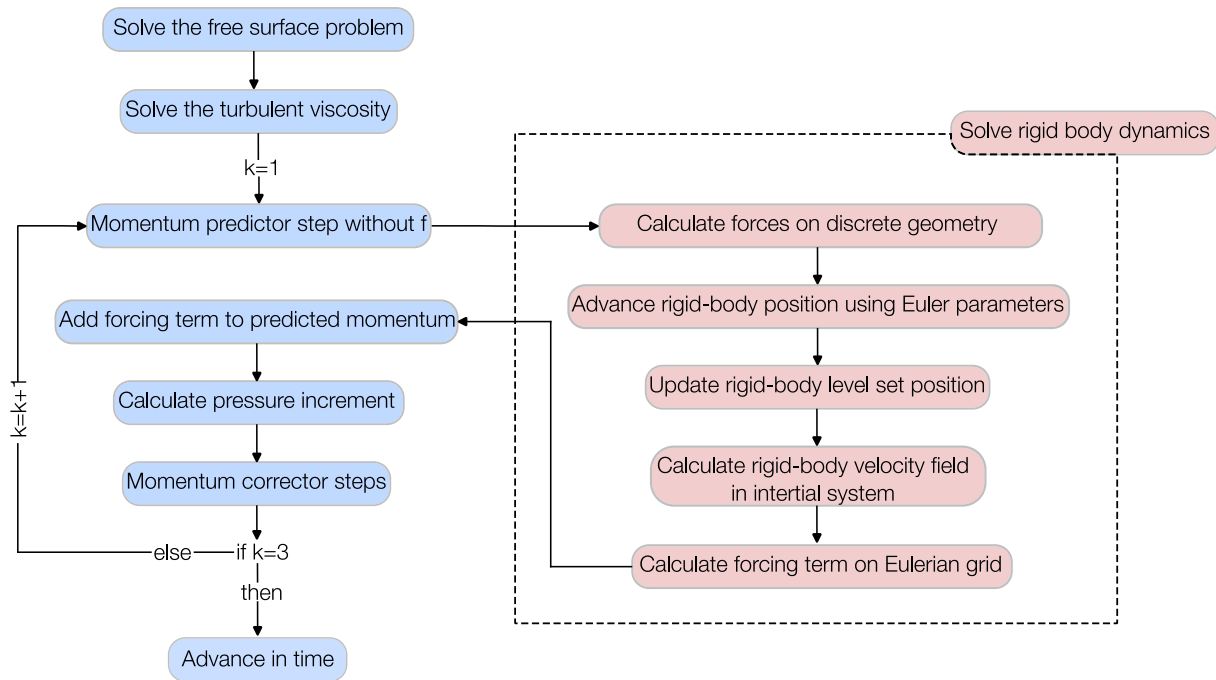 Solve the free surface problem
Solve the turbulent viscosity
k=1
Momentum predictor step without f
Add forcing term to predicted momentum
Calculate pressure increment
Momentum corrector steps
if k=3
else
k=k+1
then
Advance in time
Solve rigid body dynamics
Calculate forces on discrete geometry
Advance rigid-body position using Euler parameters
Update rigid-body level set position
Calculate rigid-body velocity field
in intertial system
Calculate forcing term on Eulerian grid